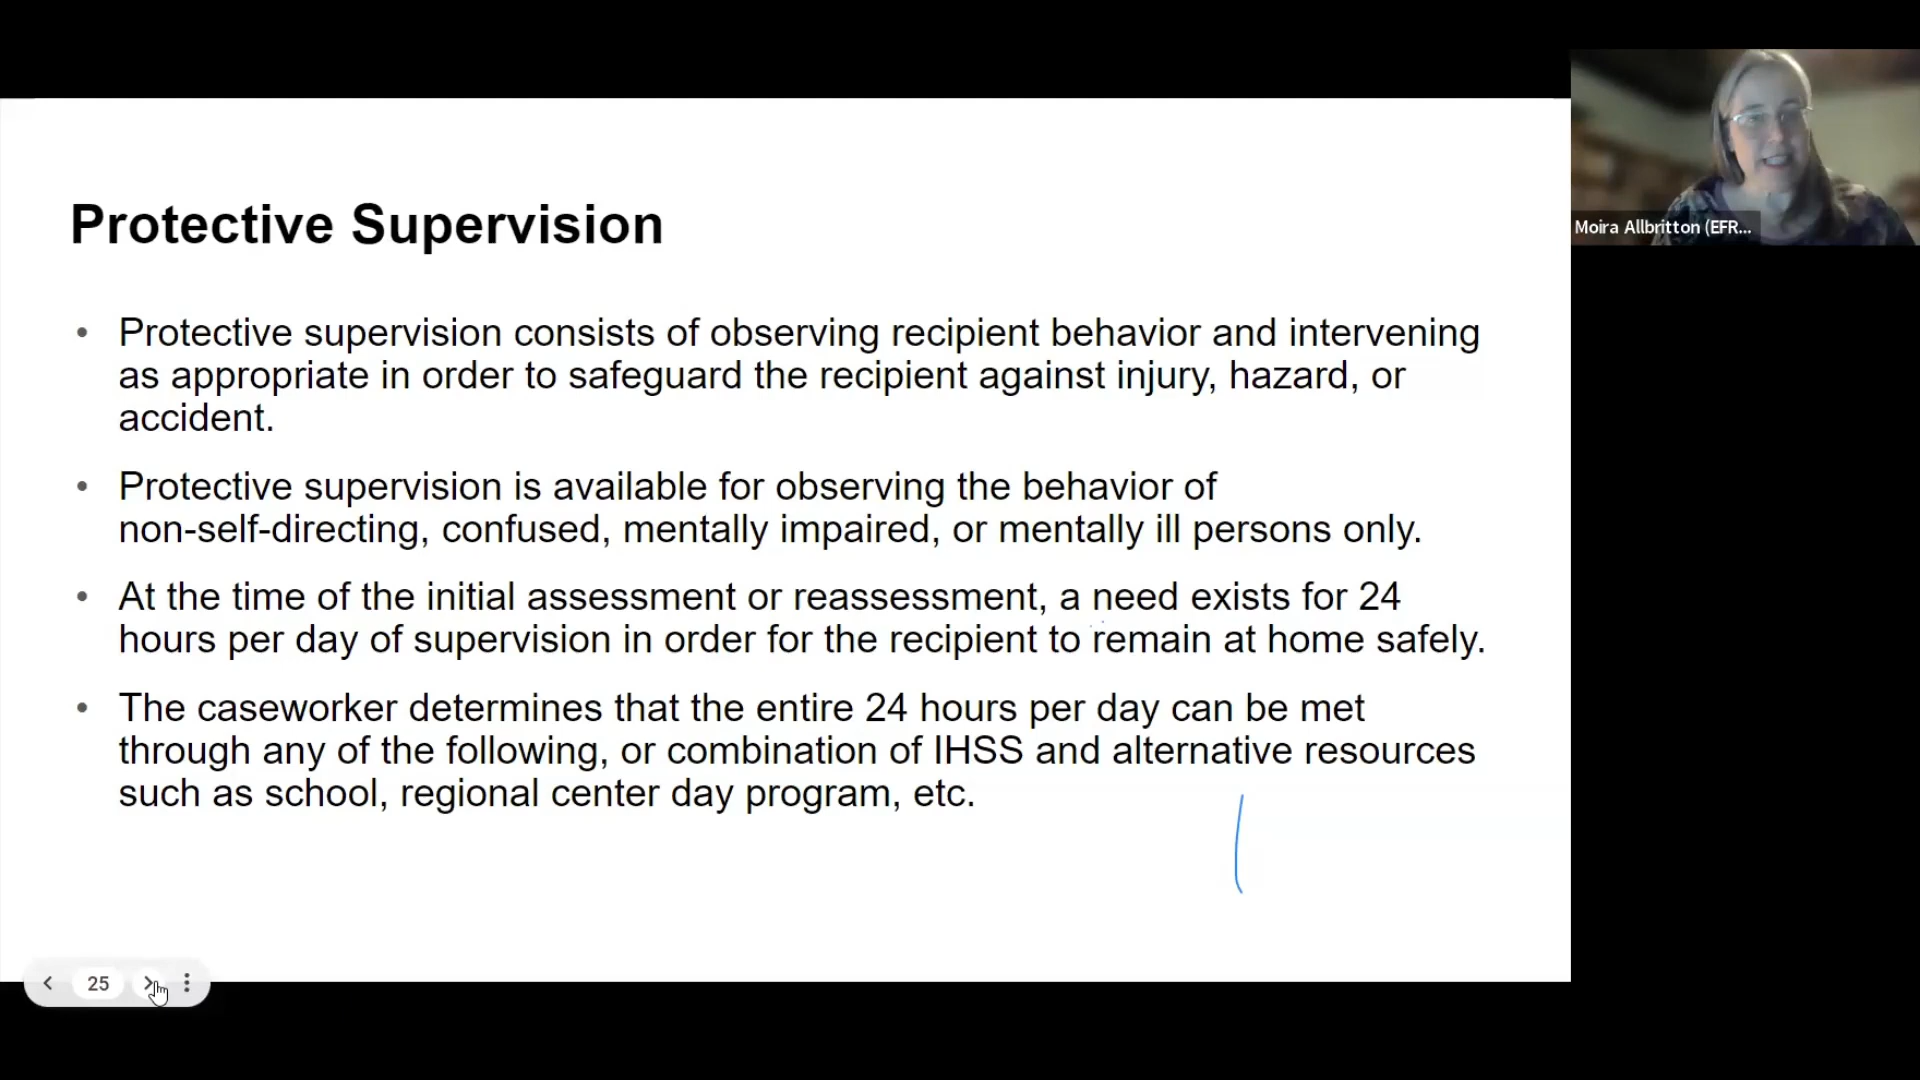 Protective Supervision
• Protective supervision consists of observing recipient behavior and intervening
as appropriate in order to safeguard the recipient against injury, hazard, or
accident.
• Protective supervision is available for observing the behavior of
non-self-directing, confused, mentally impaired, or mentally ill persons only.
• At the time of the initial assessment or reassessment, a need exists for 24
hours per day of supervision in order for the recipient to remain at home safely.
• The caseworker determines that the entire 24 hours per day can be met
through any of the following, or combination of IHSS and alternative resources
such as school, regional center day program, etc.
Moira Allbritton (EFR...
25